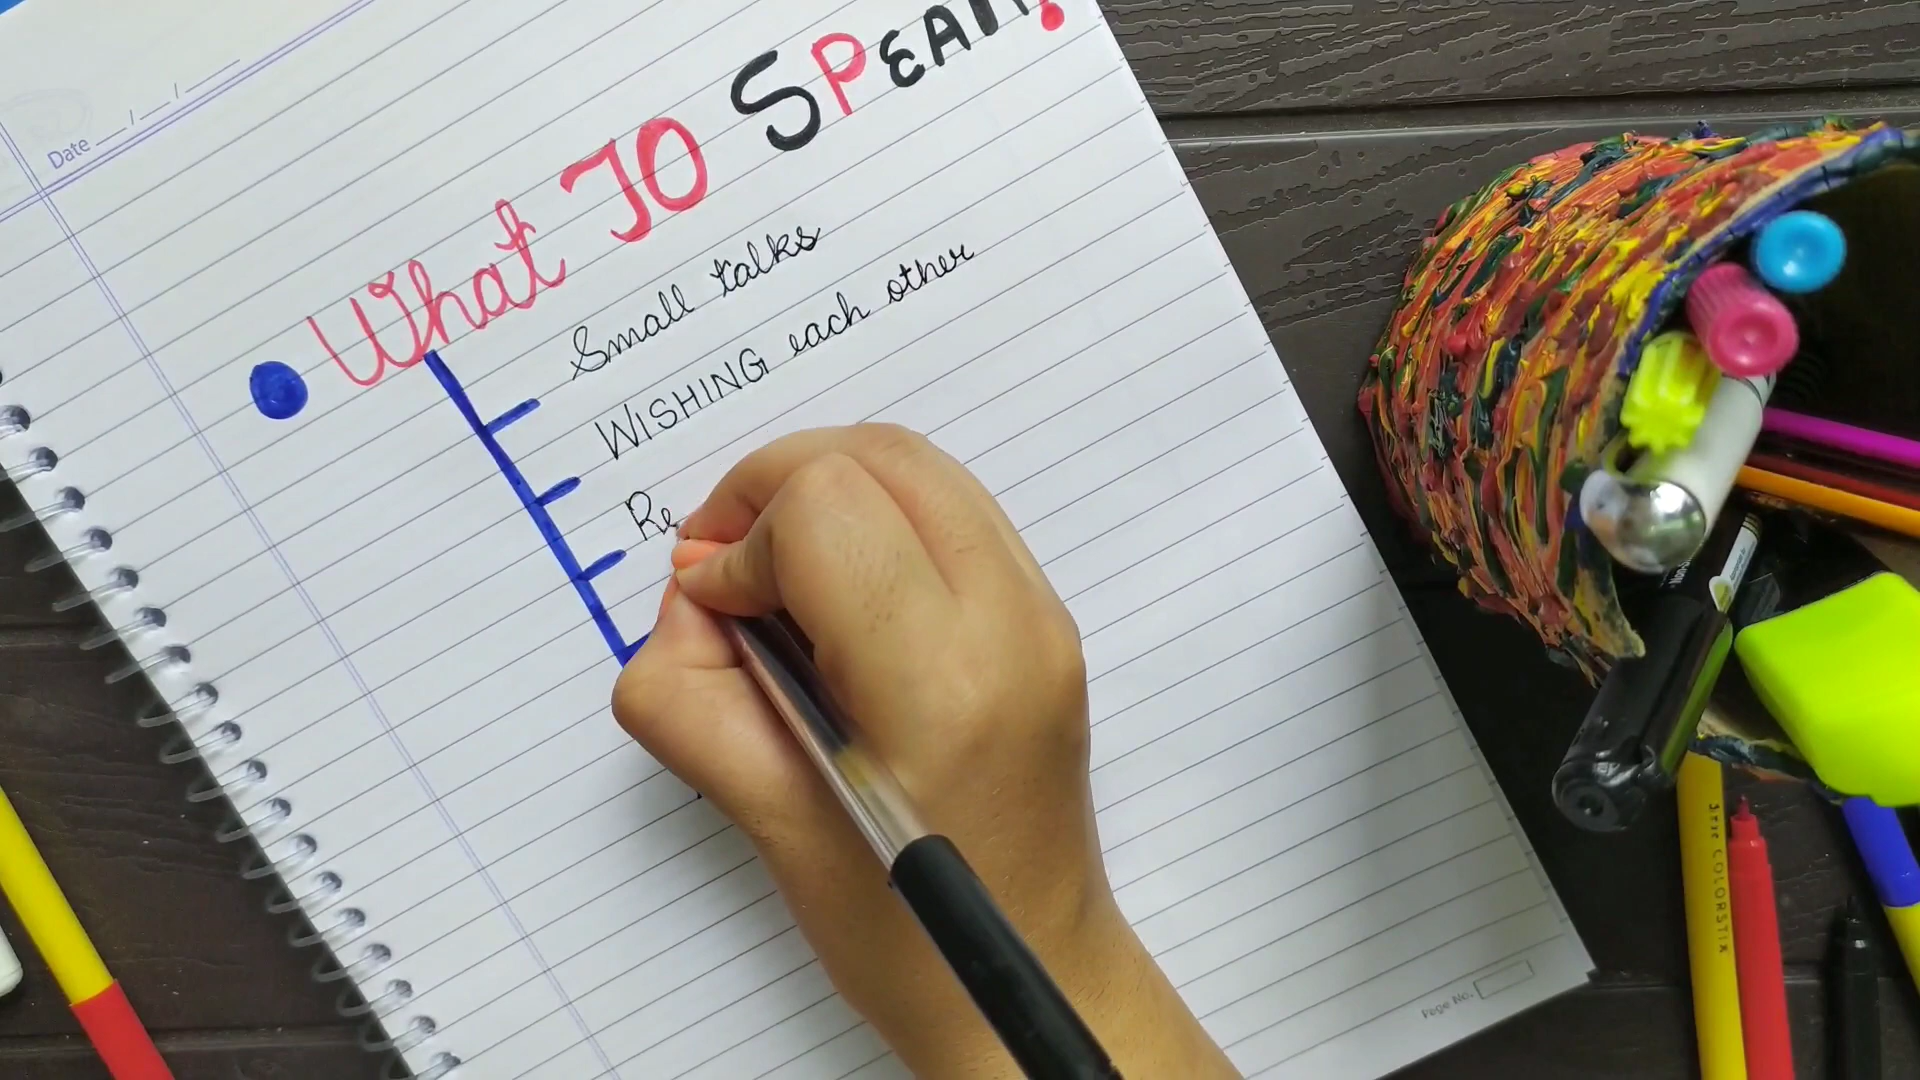 Date
What TO SPEAK?
Small talks
WISHING each other
Re
Page No.
COLORSTIX